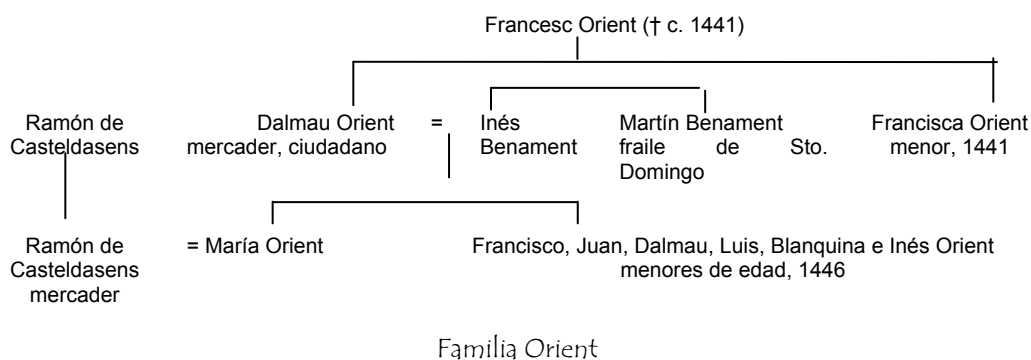 Francesc Orient († c. 1441)
Ramón de Casteldasens
Dalmau Orient = Inés Benament
mercader, ciudadano
Martín Benament
fraile de Sto.
Domingo
Francisca Orient
menor, 1441
Ramón de = María Orient
Casteldasens
mercader
Francisco, Juan, Dalmau, Luis, Blanquina e Inés Orient
menores de edad, 1446
Familia Orient